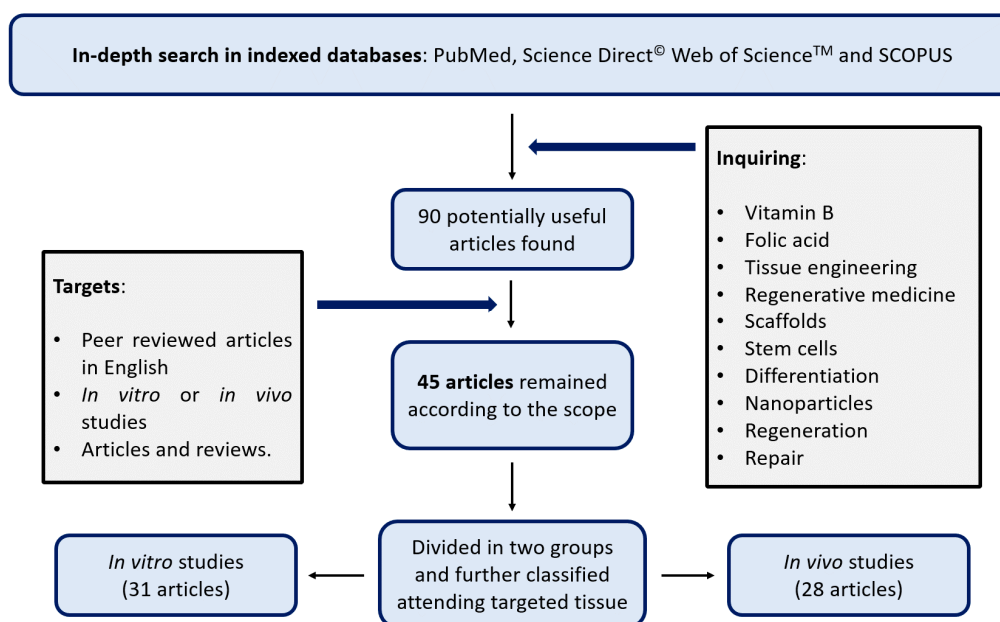 In-depth search in indexed databases: PubMed, Science Direct© Web of Science™ and SCOPUS
Inquiring:
• Vitamin B
• Folic acid
• Tissue engineering
• Regenerative medicine
• Scaffolds
• Stem cells
• Differentiation
• Nanoparticles
• Regeneration
• Repair
90 potentially useful
articles found
Targets:
• Peer reviewed articles
in English
• In vitro or in vivo
studies
• Articles and reviews.
45 articles remained
according to the scope
Divided in two groups
and further classified
attending targeted tissue
In vitro studies
(31 articles)
In vivo studies
(28 articles)